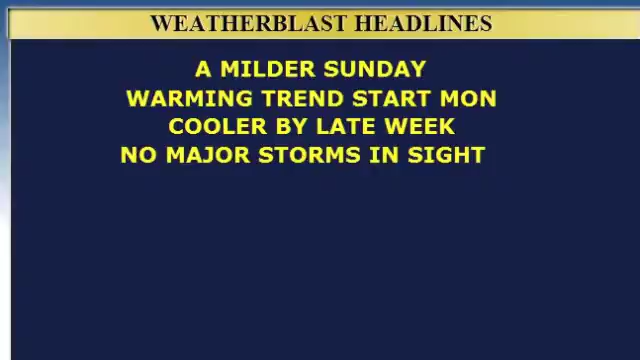 WEATHERBLAST HEADLINES
A MILDER SUNDAY
WARMING TREND START MON
COOLER BY LATE WEEK
NO MAJOR STORMS IN SIGHT